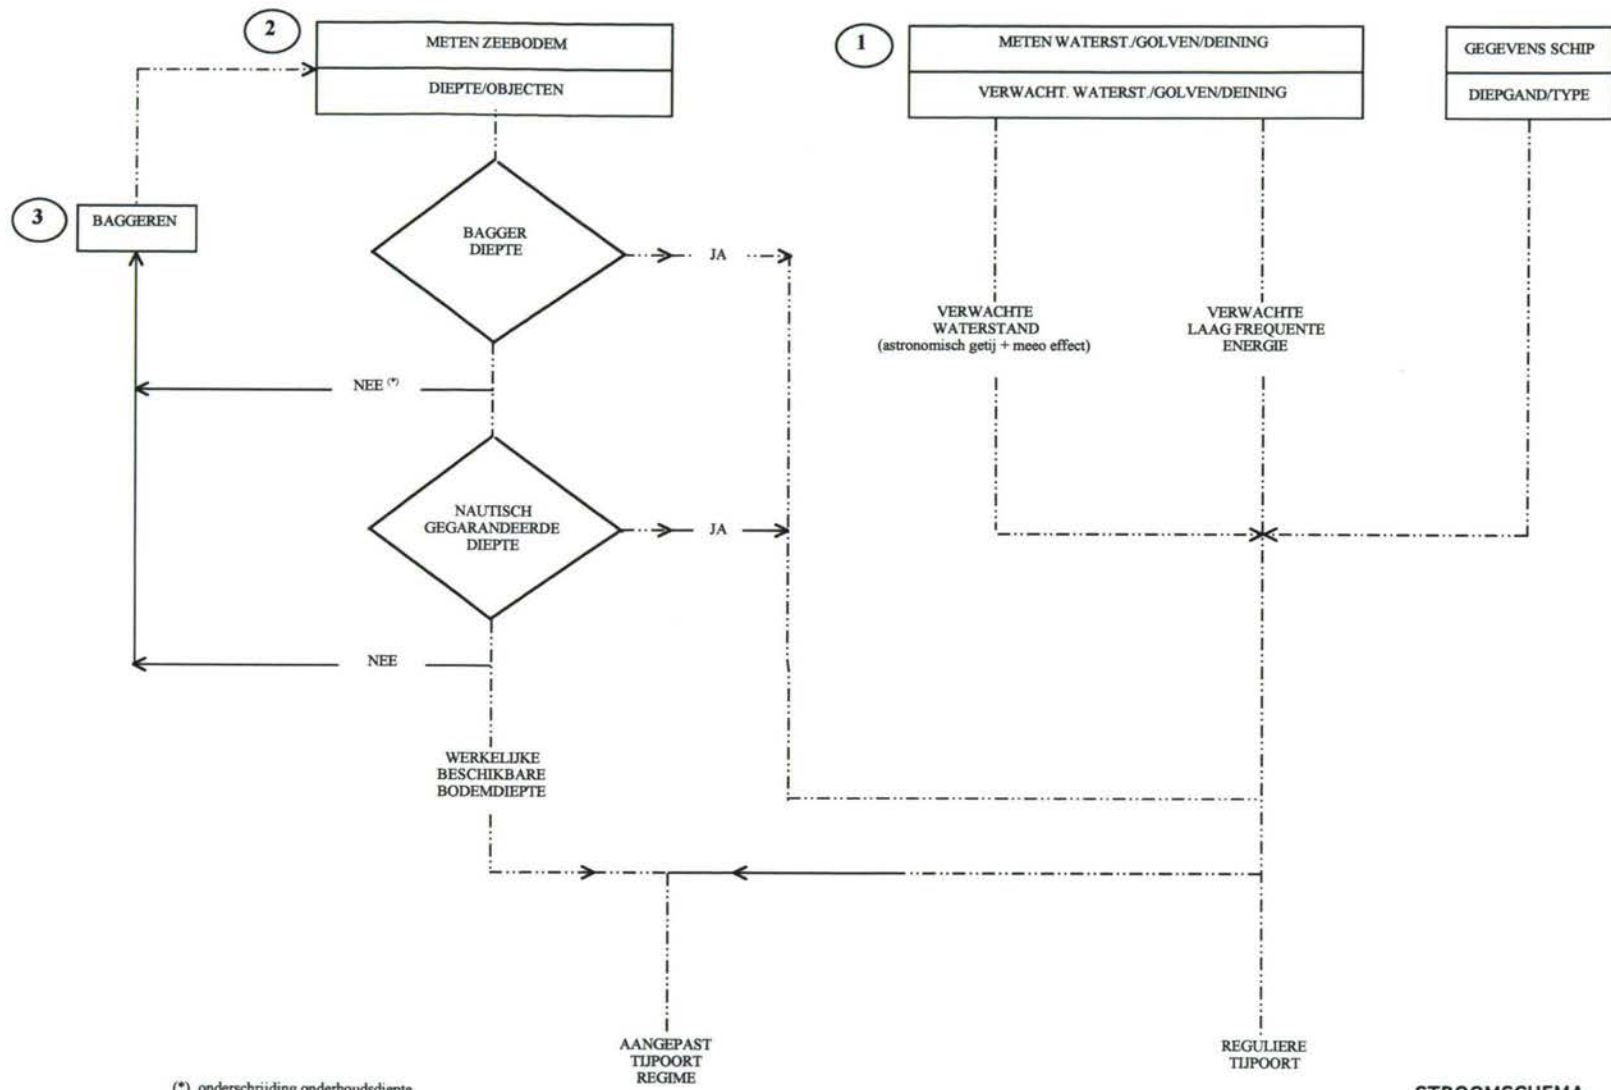 2
METEN ZEEBODEM
DIEPTE/OBJECTEN
1
METEN WATERST./GOLVEN/DEINING
VERWACHT. WATERST./GOLVEN/DEINING
GEGEVENS SCHIP
DIEPGAND/TYPE
3
BAGGEREN
BAGGER
DIEPTE
JA
VERWACHTE
WATERSTAND
(astronomisch getij + meeo effect)
VERWACHTE
LAAG FREQUENTE
ENERGIE
NEE (*)
NAUTISCH
GEGARANDEERDE
DIEPTE
JA
NEE
WERKELIJKE
BESCHIKBARE
BODEMDIEPTE
AANGEPAST
TIJPOORT
REGIME
REGULIERE
TIJPOORT
(*) onderschrijding onderhoudsdiepte
STROOMSCHEMA